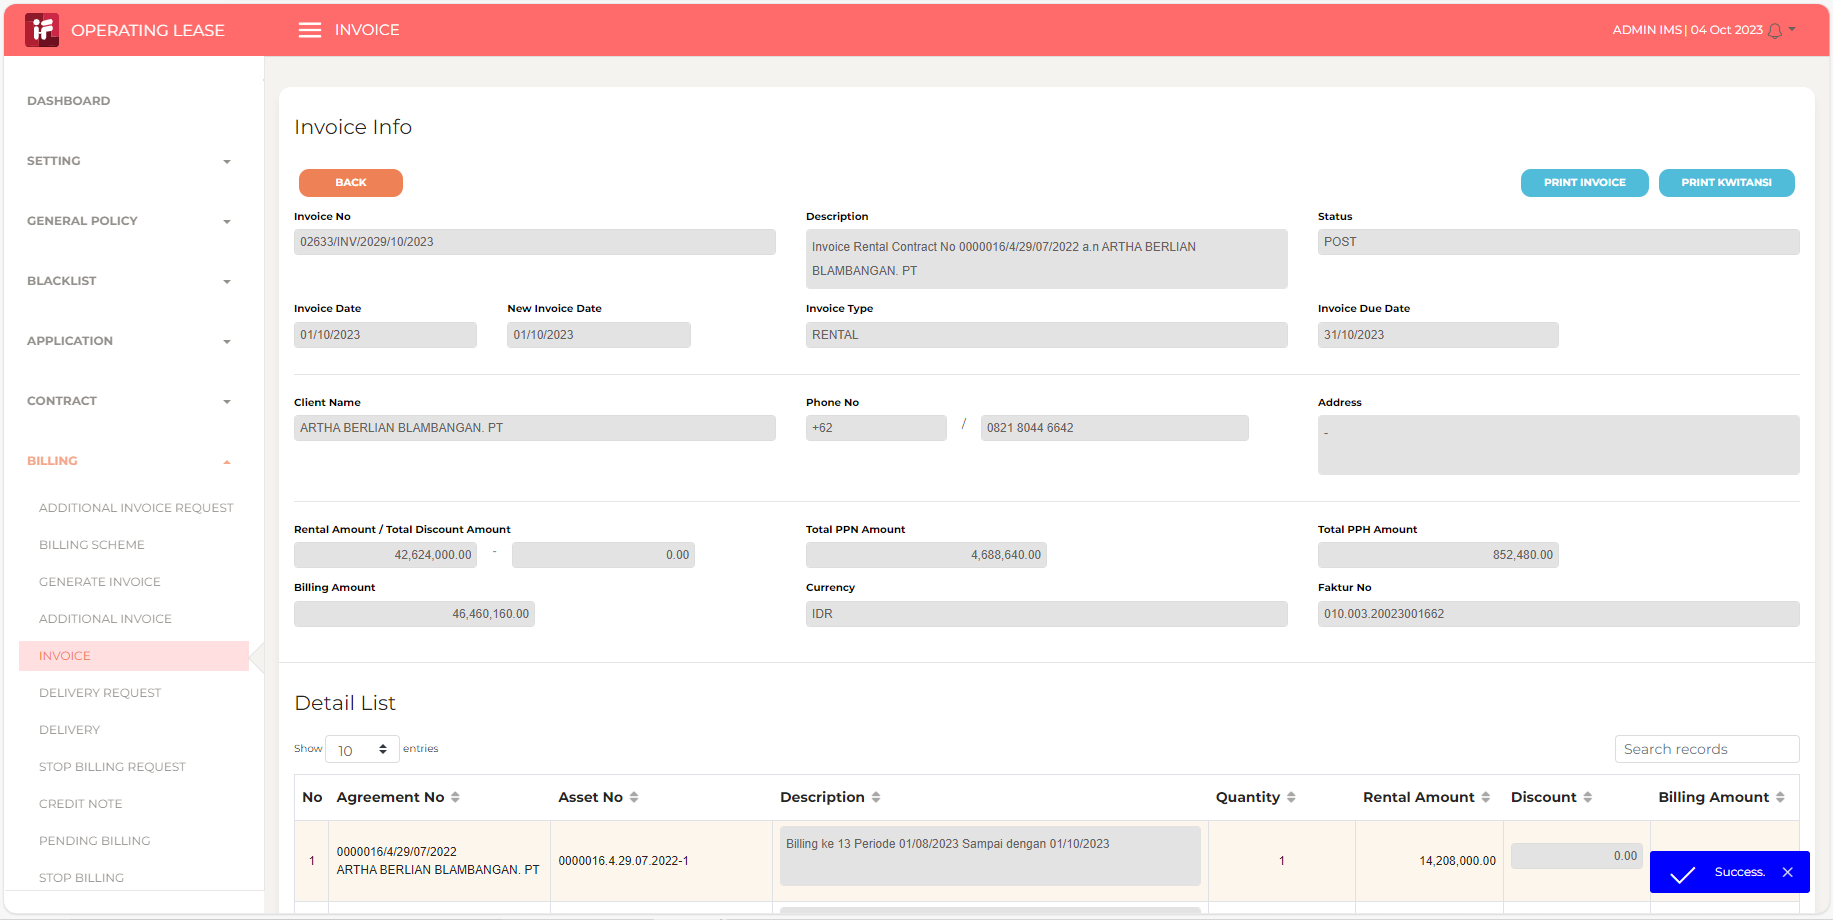 OPERATING LEASE
INVOICE
ADMIN IMS | 04 Oct 2023
DASHBOARD
SETTING
GENERAL POLICY
BLACKLIST
APPLICATION
CONTRACT
BILLING
ADDITIONAL INVOICE REQUEST
BILLING SCHEME
GENERATE INVOICE
ADDITIONAL INVOICE
INVOICE
DELIVERY REQUEST
DELIVERY
STOP BILLING REQUEST
CREDIT NOTE
PENDING BILLING
STOP BILLING
Invoice Info
BACK
PRINT INVOICE
PRINT KWITANSI
Invoice No
02633/INV/2029/10/2023
Description
Invoice Rental Contract No 0000016/4/29/07/2022 a.n ARTHA BERLIAN
BLAMBANGAN. PT
Status
POST
Invoice Date
01/10/2023
New Invoice Date
01/10/2023
Invoice Type
RENTAL
Invoice Due Date
31/10/2023
Client Name
ARTHA BERLIAN BLAMBANGAN. PT
Phone No
+62 / 0821 8044 6642
Address
-
Rental Amount / Total Discount Amount
42,624,000.00 - 0.00
Total PPN Amount
4,688,640.00
Total PPH Amount
852,480.00
Billing Amount
46,460,160.00
Currency
IDR
Faktur No
010.003.20023001662
Detail List
Show 10 entries
Search records
No Agreement No Asset No Description Quantity Rental Amount Discount Billing Amount
1
0000016/4/29/07/2022
ARTHA BERLIAN BLAMBANGAN. PT
0000016.4.29.07.2022-1
Billing ke 13 Periode 01/08/2023 Sampai dengan 01/10/2023
1
14,208,000.00
0.00
Success.